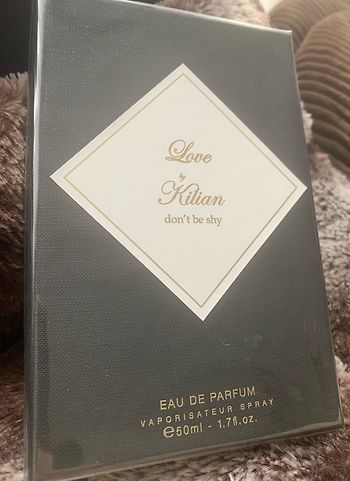 Love
by
Kilian
don't be shy
EAU DE PARFUM
VAPORISATEUR SPRAY
℮50ml - 1.7fl.oz.